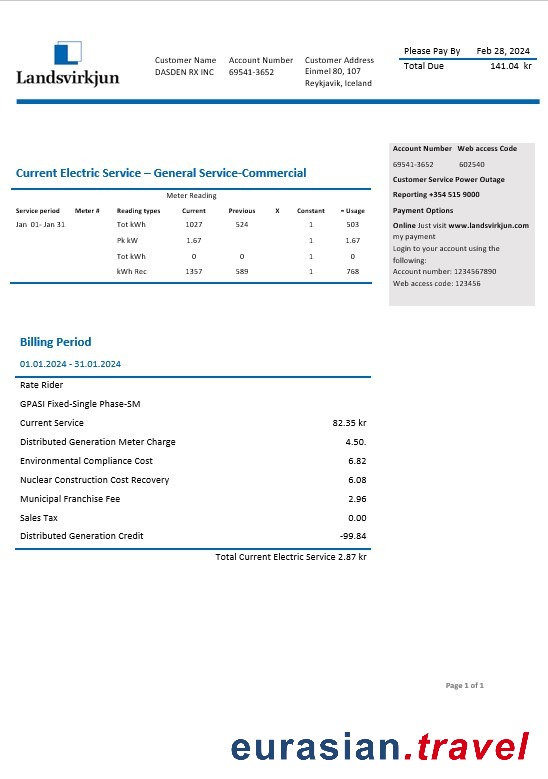 Landsvirkjun
Customer Name Account Number Customer Address
DASDEN RX INC 69541-3652 Einmel 80, 107
Reykjavik, Iceland
Please Pay By Feb 28, 2024
Total Due 141.04 kr
Account Number Web access Code
69541-3652 602540
Customer Service Power Outage
Reporting +354 515 9000
Payment Options
Online Just visit www.landsvirkjun.com
my payment
Login to your account using the
following:
Account number: 1234567890
Web access code: 123456
Current Electric Service – General Service-Commercial
Meter Reading
Service period Meter # Reading types Current Previous X Constant = Usage
Jan 01- Jan 31 Tot kWh 1027 524 1 503
Pk kW 1.67 1 1.67
Tot kWh 0 0 1 0
kWh Rec 1357 589 1 768
Billing Period
01.01.2024 - 31.01.2024
Rate Rider
GPASI Fixed-Single Phase-SM
Current Service 82.35 kr
Distributed Generation Meter Charge 4.50.
Environmental Compliance Cost 6.82
Nuclear Construction Cost Recovery 6.08
Municipal Franchise Fee 2.96
Sales Tax 0.00
Distributed Generation Credit -99.84
Total Current Electric Service 2.87 kr
Page 1 of 1
eurasian.travel